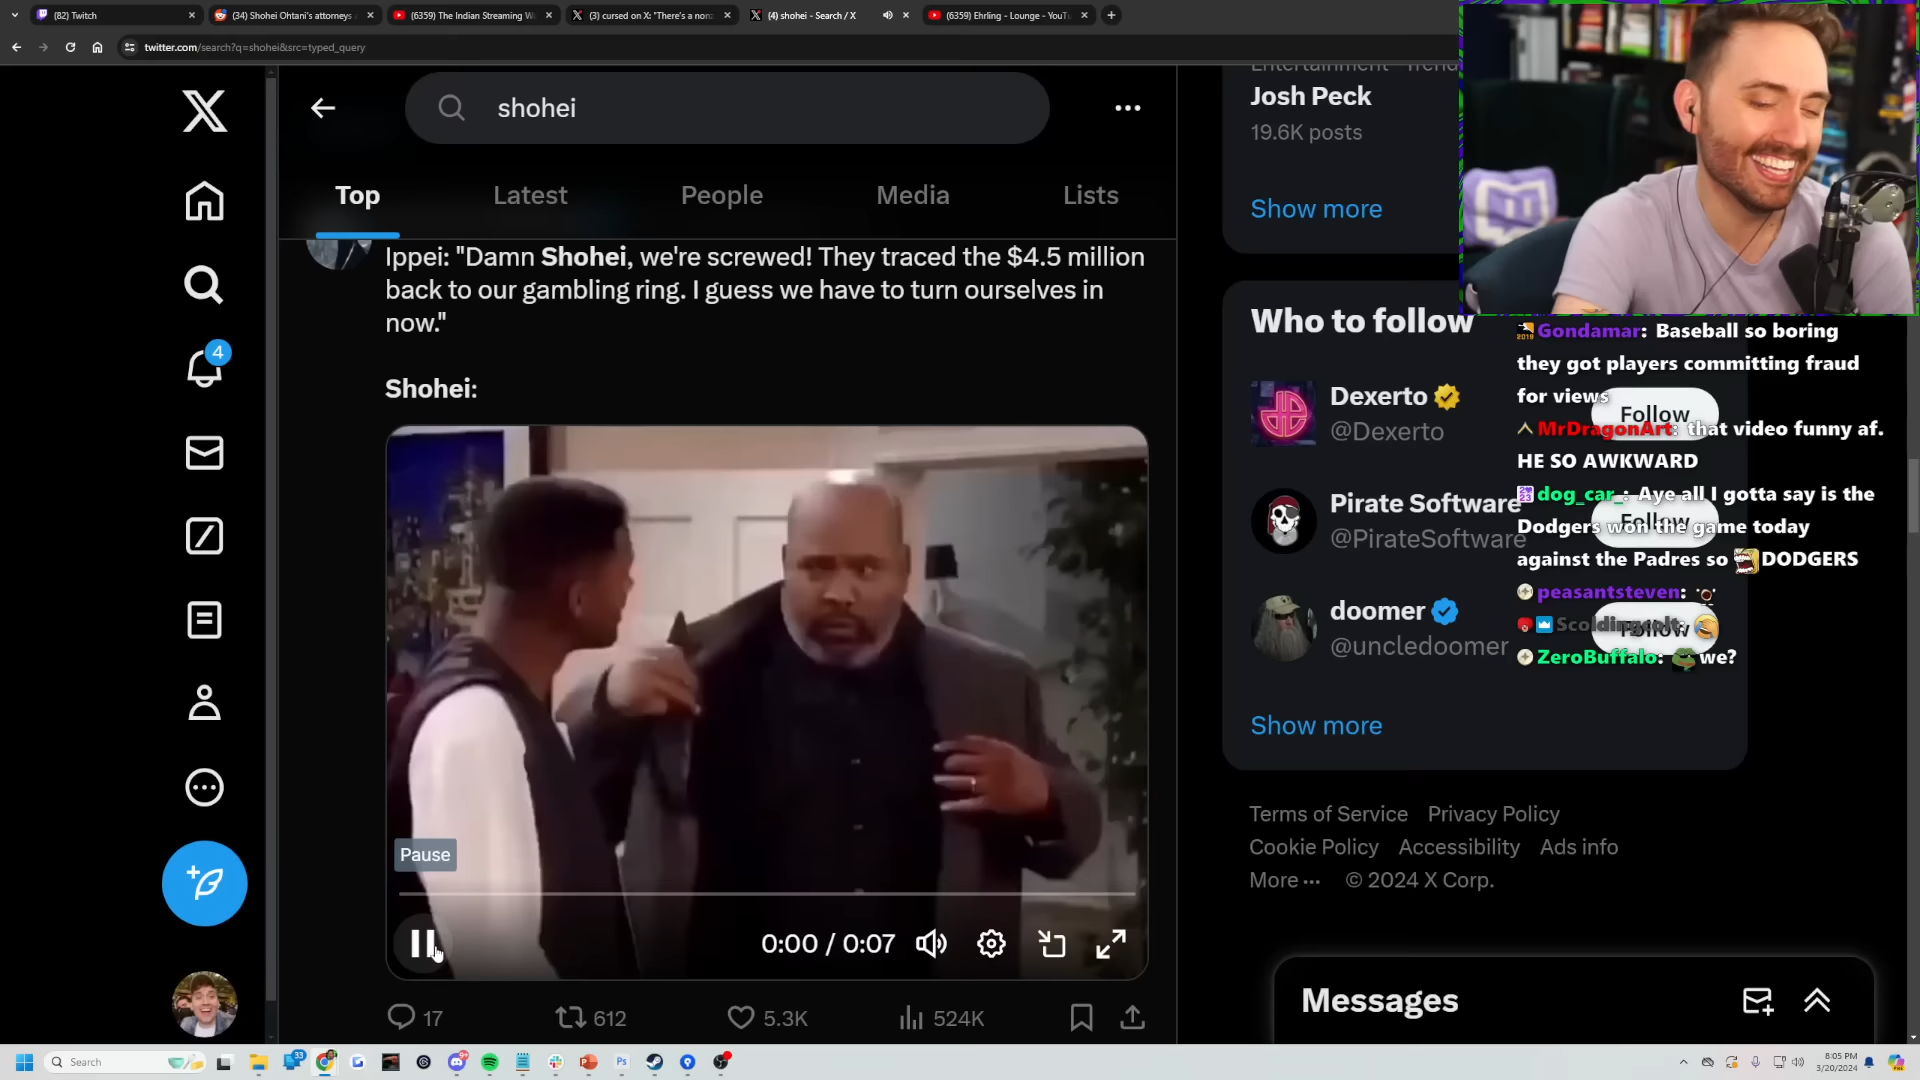 (82) Twitch
(34) Shohei Ohtani's attorneys
(6359) The Indian Streaming W
(3) cursed on X: "There's a non
(4) shohei - Search / X
(6359) Ehrling - Lounge - YouTu
twitter.com/search?q=shohei&src=typed_query
shohei
Top
Latest
People
Media
Lists
Ippei: "Damn Shohei, we're screwed! They traced the $4.5 million
back to our gambling ring. I guess we have to turn ourselves in
now."
Shohei:
Pause
0:00 / 0:07
17
612
5.3K
524K
4
Josh Peck
19.6K posts
Show more
Who to follow
Dexerto
@Dexerto
Follow
Pirate Software
@PirateSoftware
Follow
doomer
@uncledoomer
Follow
Show more
Terms of Service
Privacy Policy
Cookie Policy
Accessibility
Ads info
More
© 2024 X Corp.
Messages
Gondamar: Baseball so boring
they got players committing fraud
for views
MrDragonArt: that video funny af.
HE SO AWKWARD
dog_car_: Aye all I gotta say is the
Dodgers won the game today
against the Padres so DODGERS
peasantsteven:
Scoldingcolt:
ZeroBuffalo: we?
Search
33
8:05 PM
3/20/2024